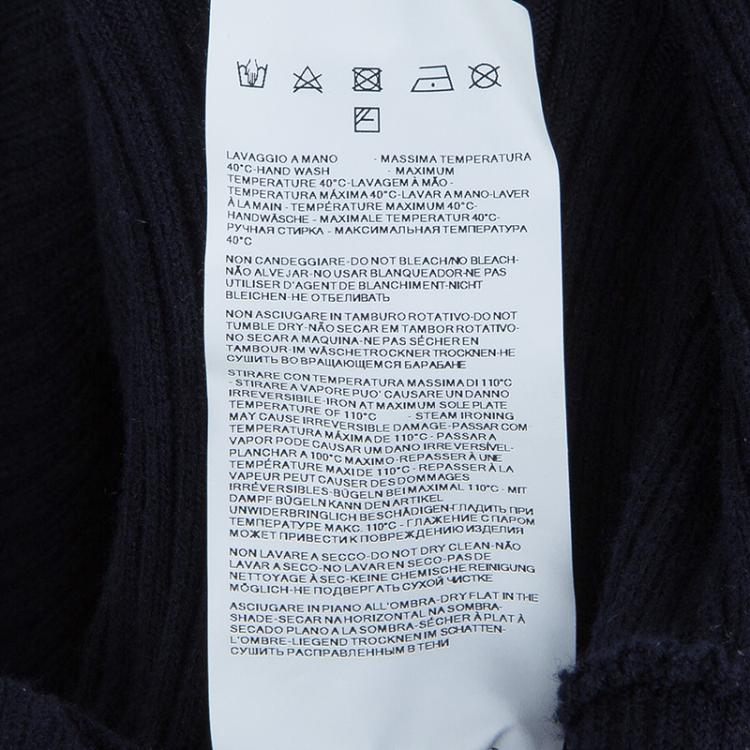 LAVAGGIO A MANO - MASSIMA TEMPERATURA
40°C-HAND WASH - MAXIMUM
TEMPERATURE 40°C-LAVAGEM À MÃO -
TEMPERATURA MÁXIMA 40°C-LAVAR A MANO-LAVER
À LA MAIN - TEMPÉRATURE MAXIMUM 40°C-
HANDWÄSCHE - MAXIMALE TEMPERATUR 40°C-
РУЧНАЯ СТИРКА - МАКСИМАЛЬНАЯ ТЕМПЕРАТУРА
40°C
NON CANDEGGIARE-DO NOT BLEACH/NO BLEACH-
NÃO ALVEJAR-NO USAR BLANQUEADOR-NE PAS
UTILISER D'AGENT DE BLANCHIMENT-NICHT
BLEICHEN-НЕ ОТБЕЛИВАТЬ
NON ASCIUGARE IN TAMBURO ROTATIVO-DO NOT
TUMBLE DRY-NÃO SECAR EM TAMBOR ROTATIVO-
NO SECAR A MAQUINA-NE PAS SÉCHER EN
TAMBOUR-IM WÄSCHETROCKNER TROCKNEN-НЕ
СУШИТЬ ВО ВРАЩАЮЩЕМСЯ БАРАБАНЕ
STIRARE CON TEMPERATURA MASSIMA DI 110°C
- STIRARE A VAPORE PUO' CAUSARE UN DANNO
IRREVERSIBILE-IRON AT MAXIMUM SOLE PLATE
TEMPERATURE OF 110°C - STEAM IRONING
MAY CAUSE IRREVERSIBLE DAMAGE-PASSAR COM
TEMPERATURA MÁXIMA DE 110°C - PASSAR A
VAPOR PODE CAUSAR UM DANO IRREVERSÍVEL-
PLANCHAR A 100°C MAXIMO-REPASSER À UNE
TEMPÉRATURE MAXI DE 110°C - REPASSER À LA
VAPEUR PEUT CAUSER DES DOMMAGES
IRRÉVERSIBLES-BÜGELN BEI MAXIMAL 110°C - MIT
DAMPF BÜGELN KANN DEN ARTIKEL
UNWIDERBRINGLICH BESCHÄDIGEN-ГЛАДИТЬ ПРИ
ТЕМПЕРАТУРЕ МАКС. 110°C - ГЛАЖЕНИЕ С ПАРОМ
МОЖЕТ ПРИВЕСТИ К ПОВРЕЖДЕНИЮ ИЗДЕЛИЯ
NON LAVARE A SECCO-DO NOT DRY CLEAN-NÃO
LAVAR A SECO-NO LAVAR EN SECO-PAS DE
NETTOYAGE À SEC-KEINE CHEMISCHE REINIGUNG
MÖGLICH-НЕ ПОДВЕРГАТЬ СУХОЙ ЧИСТКЕ
ASCIUGARE IN PIANO ALL'OMBRA-DRY FLAT IN THE
SHADE-SECAR NA HORIZONTAL NA SOMBRA-
SECADO PLANO A LA SOMBRA-SÉCHER À PLAT À
L'OMBRE-LIEGEND TROCKNEN IM SCHATTEN-
СУШИТЬ РАСПРАВЛЕННЫМ В ТЕНИ